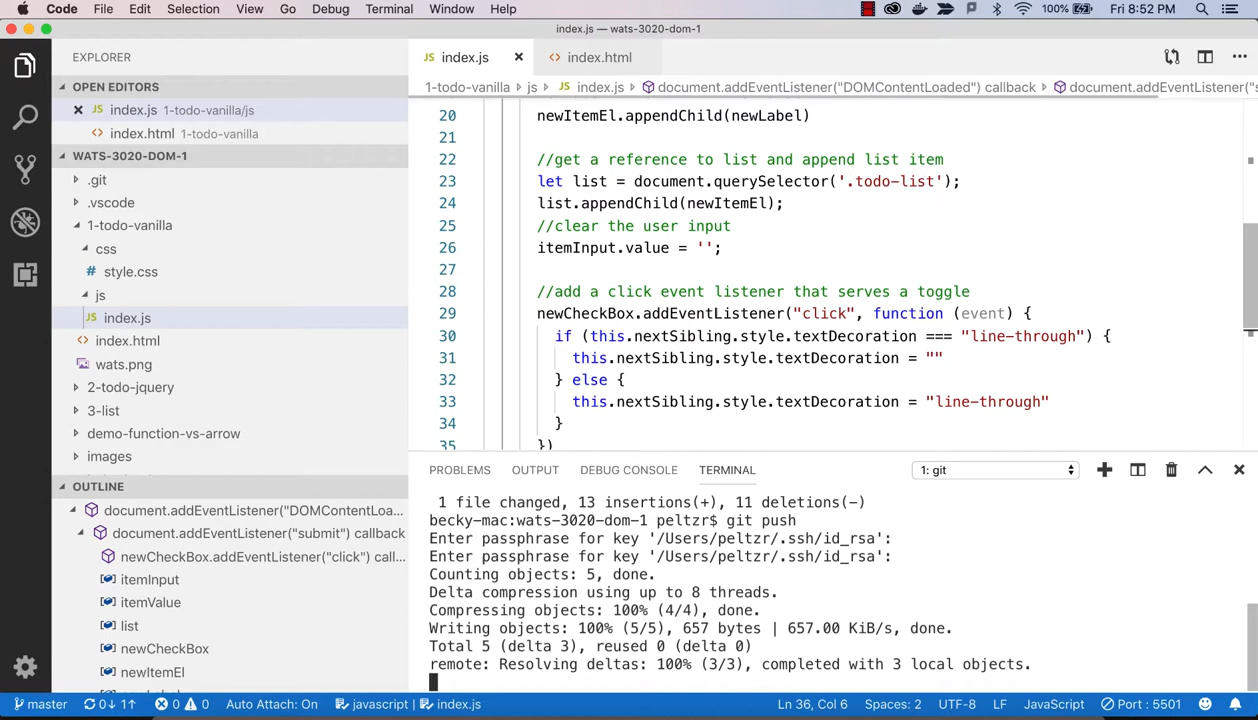 Code File Edit Selection View Go Debug Terminal Window Help 100% Fri 8:52 PM
index.js — wats-3020-dom-1
EXPLORER
OPEN EDITORS
index.js 1-todo-vanilla/js
index.html 1-todo-vanilla
WATS-3020-DOM-1
.git
.vscode
1-todo-vanilla
css
# style.css
js
JS index.js
<> index.html
wats.png
2-todo-jquery
3-list
demo-function-vs-arrow
images
OUTLINE
document.addEventListener("DOMContentLoa...
document.addEventListener("submit") callback
newCheckBox.addEventListener("click") call...
itemInput
itemValue
list
newCheckBox
newItemEl
JS index.js <> index.html
1-todo-vanilla › js › JS index.js › document.addEventListener("DOMContentLoaded") callback › document.addEventListener("s
20 newItemEl.appendChild(newLabel)
21
22 //get a reference to list and append list item
23 let list = document.querySelector('.todo-list');
24 list.appendChild(newItemEl);
25 //clear the user input
26 itemInput.value = '';
27
28 //add a click event listener that serves a toggle
29 newCheckBox.addEventListener("click", function (event) {
30 if (this.nextSibling.style.textDecoration === "line-through") {
31 this.nextSibling.style.textDecoration = ""
32 } else {
33 this.nextSibling.style.textDecoration = "line-through"
34 }
35 })
PROBLEMS OUTPUT DEBUG CONSOLE TERMINAL 1: git
1 file changed, 13 insertions(+), 11 deletions(-)
becky-mac:wats-3020-dom-1 peltzr$ git push
Enter passphrase for key '/Users/peltzr/.ssh/id_rsa':
Enter passphrase for key '/Users/peltzr/.ssh/id_rsa':
Counting objects: 5, done.
Delta compression using up to 8 threads.
Compressing objects: 100% (4/4), done.
Writing objects: 100% (5/5), 657 bytes | 657.00 KiB/s, done.
Total 5 (delta 3), reused 0 (delta 0)
remote: Resolving deltas: 100% (3/3), completed with 3 local objects.
master 0↓ 1↑ 0 0 Auto Attach: On javascript | index.js Ln 36, Col 6 Spaces: 2 UTF-8 LF JavaScript Port : 5501